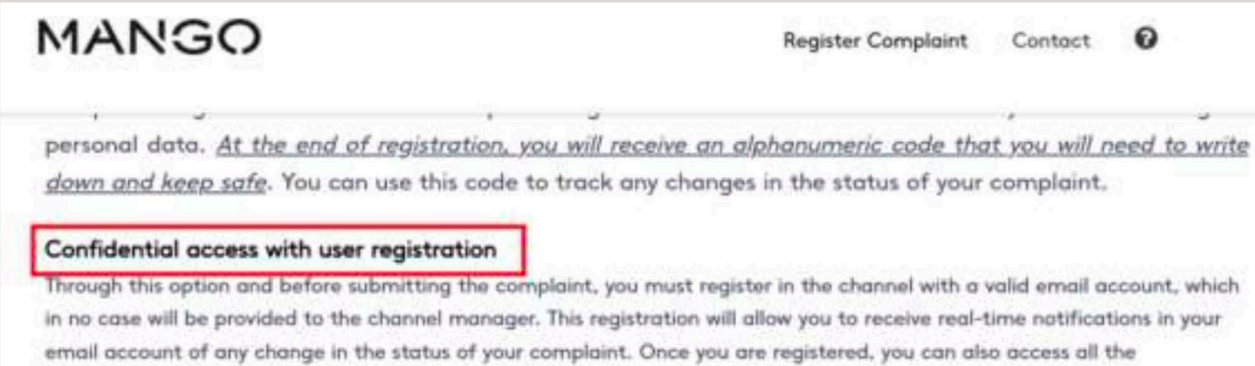 MANGO
Register Complaint Contact ?
personal data. At the end of registration, you will receive an alphanumeric code that you will need to write
down and keep safe. You can use this code to track any changes in the status of your complaint.
Confidential access with user registration
Through this option and before submitting the complaint, you must register in the channel with a valid email account, which
in no case will be provided to the channel manager. This registration will allow you to receive real-time notifications in your
email account of any change in the status of your complaint. Once you are registered, you can also access all the